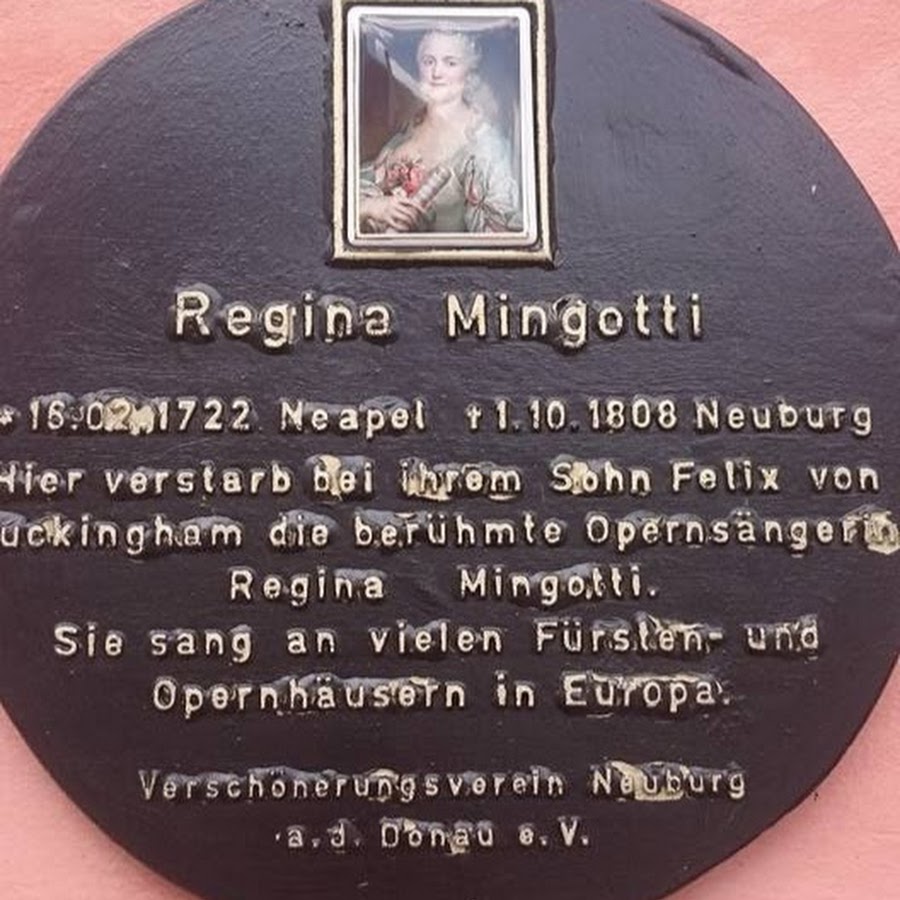 Regina Mingotti
* 16.02.1722 Neapel †1.10.1808 Neuburg
Hier verstarb bei ihrem Sohn Felix von
uckingham die berühmte Opernsängerin
Regina Mingotti.
Sie sang an vielen Fürsten- und
Opernhäusern in Europa.
Verschönerungsverein Neuburg
a.d. Donau e.V.